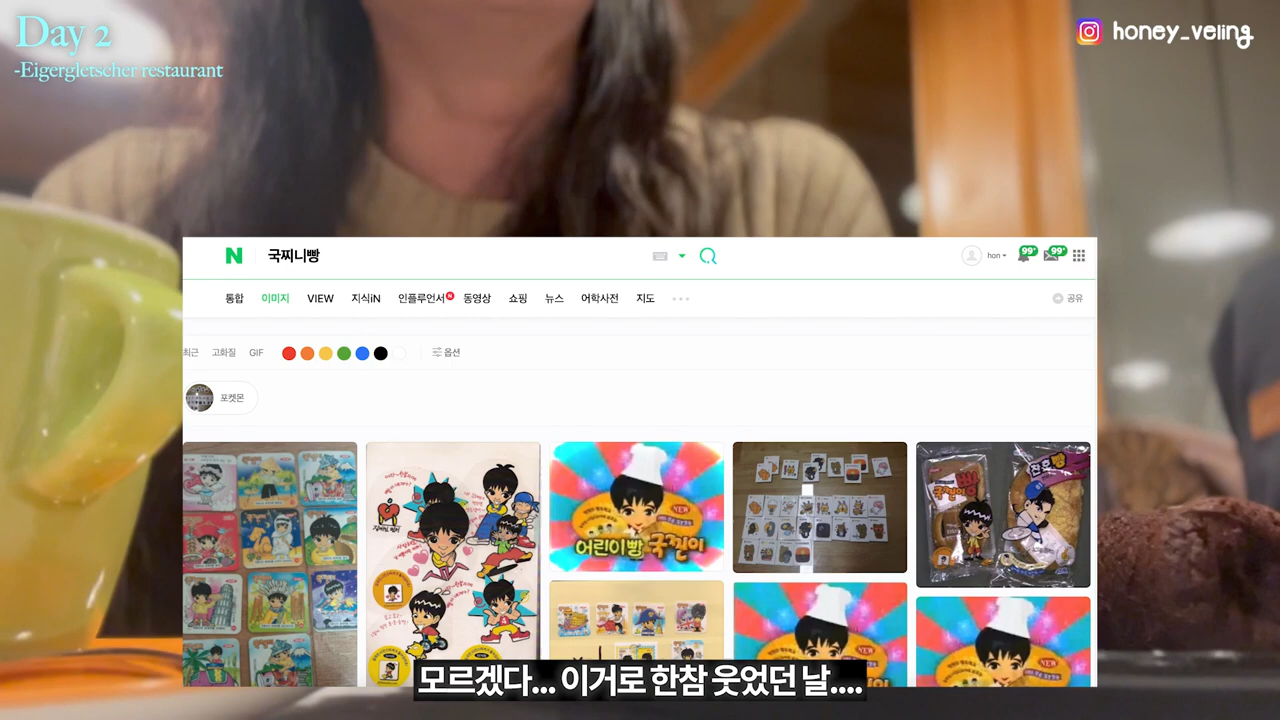 Day 2
-Eigergletscher restaurant
honey_veling
N 국찌니빵
hon
99+
99+
통합 이미지 VIEW 지식iN 인플루언서 N 동영상 쇼핑 뉴스 어학사전 지도
공유
최근 고화질 GIF 옵션
포켓몬
NEW
어린이빵 국찐이
NEW
NEW
모르겠다... 이거로 한참 웃었던 날....